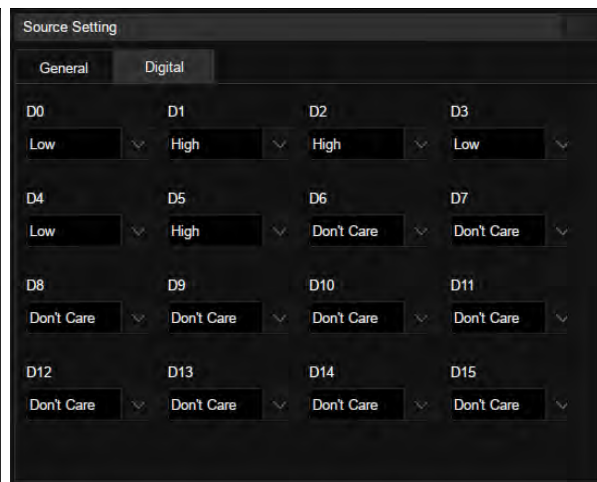 Source Setting
General Digital
D0 D1 D2 D3
Low High High Low
D4 D5 D6 D7
Low High Don't Care Don't Care
D8 D9 D10 D11
Don't Care Don't Care Don't Care Don't Care
D12 D13 D14 D15
Don't Care Don't Care Don't Care Don't Care